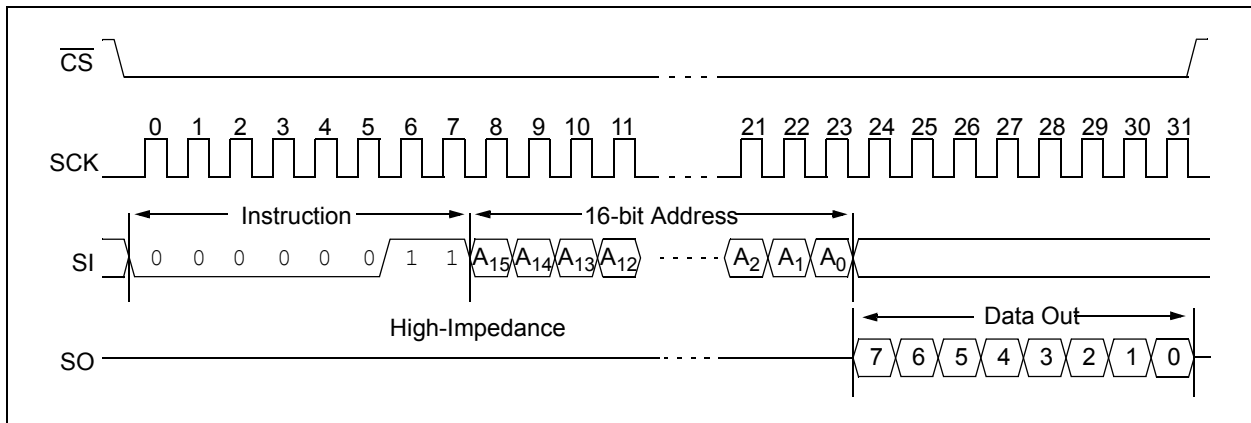 CS
0 1 2 3 4 5 6 7 8 9 10 11 21 22 23 24 25 26 27 28 29 30 31
SCK
Instruction 16-bit Address
SI 0 0 0 0 0 0 1 1 A15 A14 A13 A12 A2 A1 A0
High-Impedance Data Out
SO 7 6 5 4 3 2 1 0